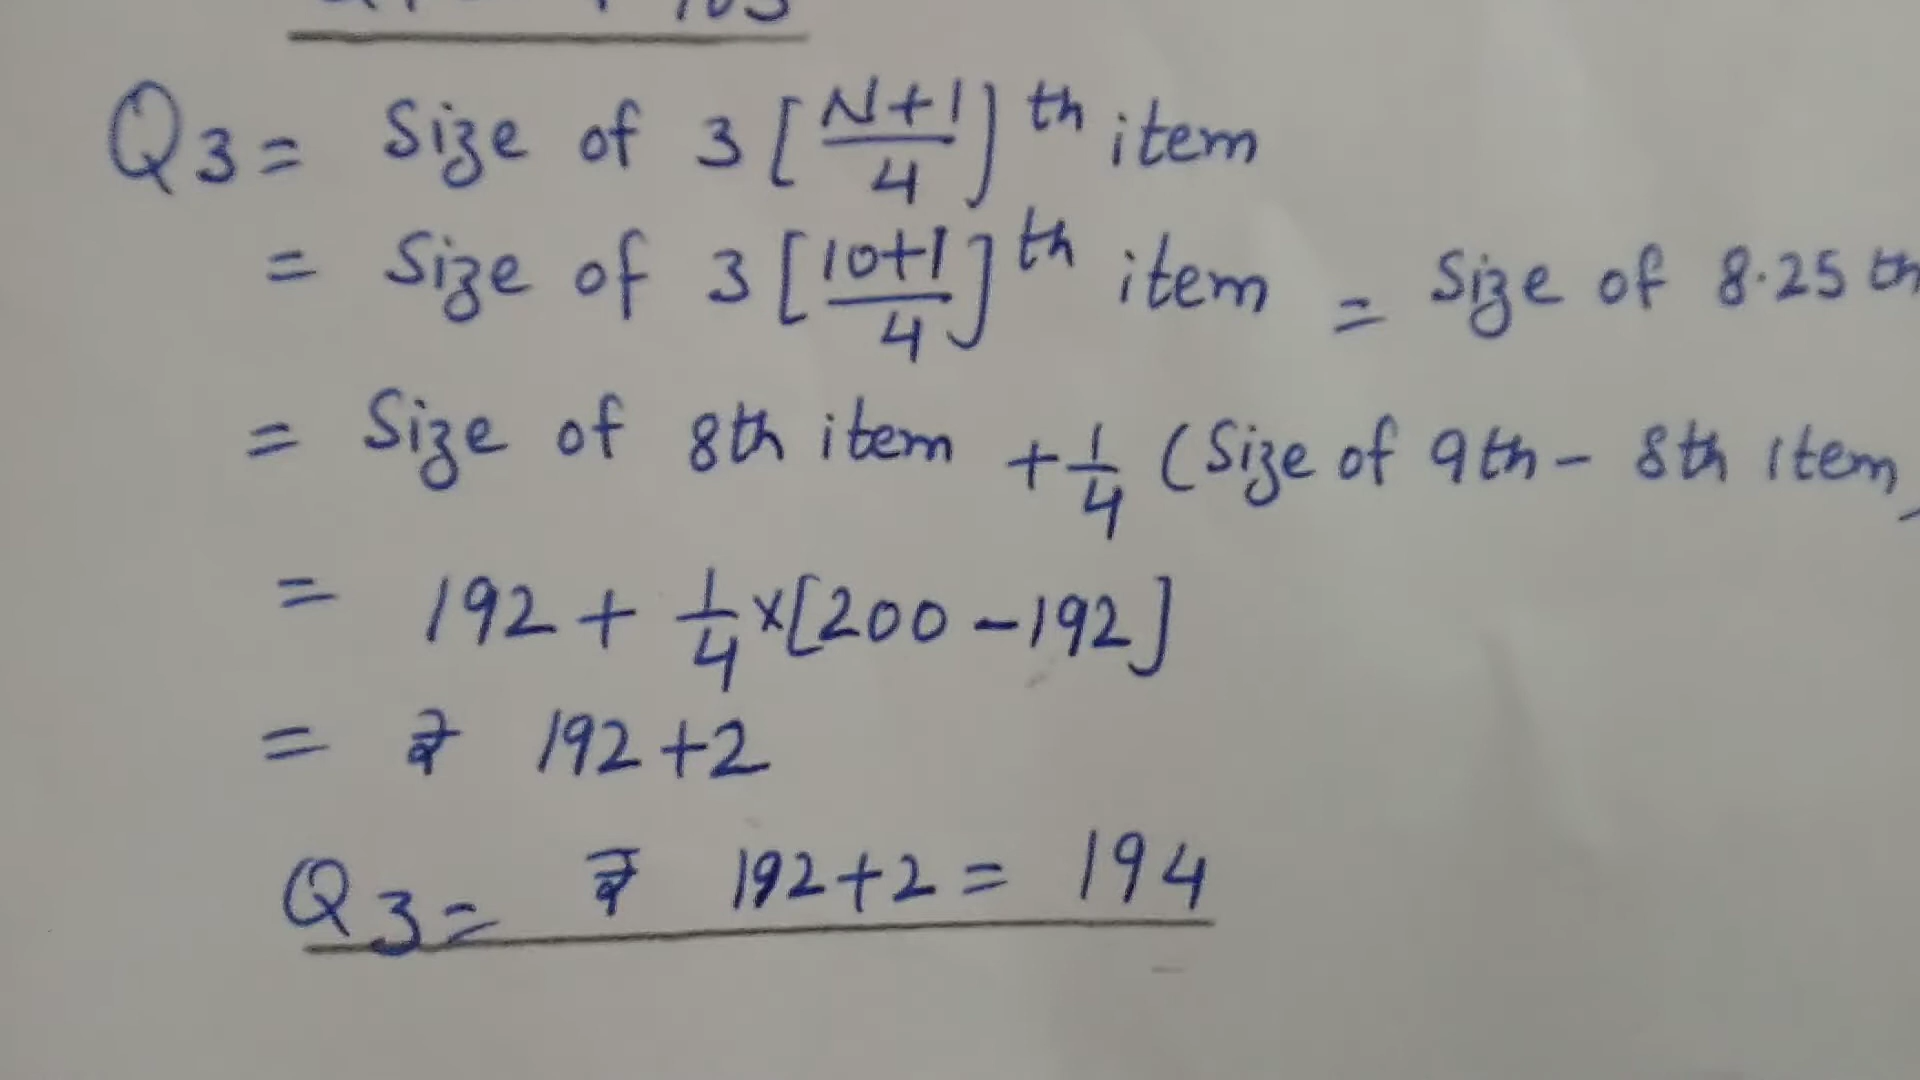 Q3 = Size of 3 [N+1/4]th item
= Size of 3 [10+1/4]th item = Size of 8.25 th
= Size of 8th item + 1/4 (Size of 9th - 8th item)
= 192 + 1/4 x [200 - 192]
= ₹ 192 + 2
Q3 = ₹ 192 + 2 = 194